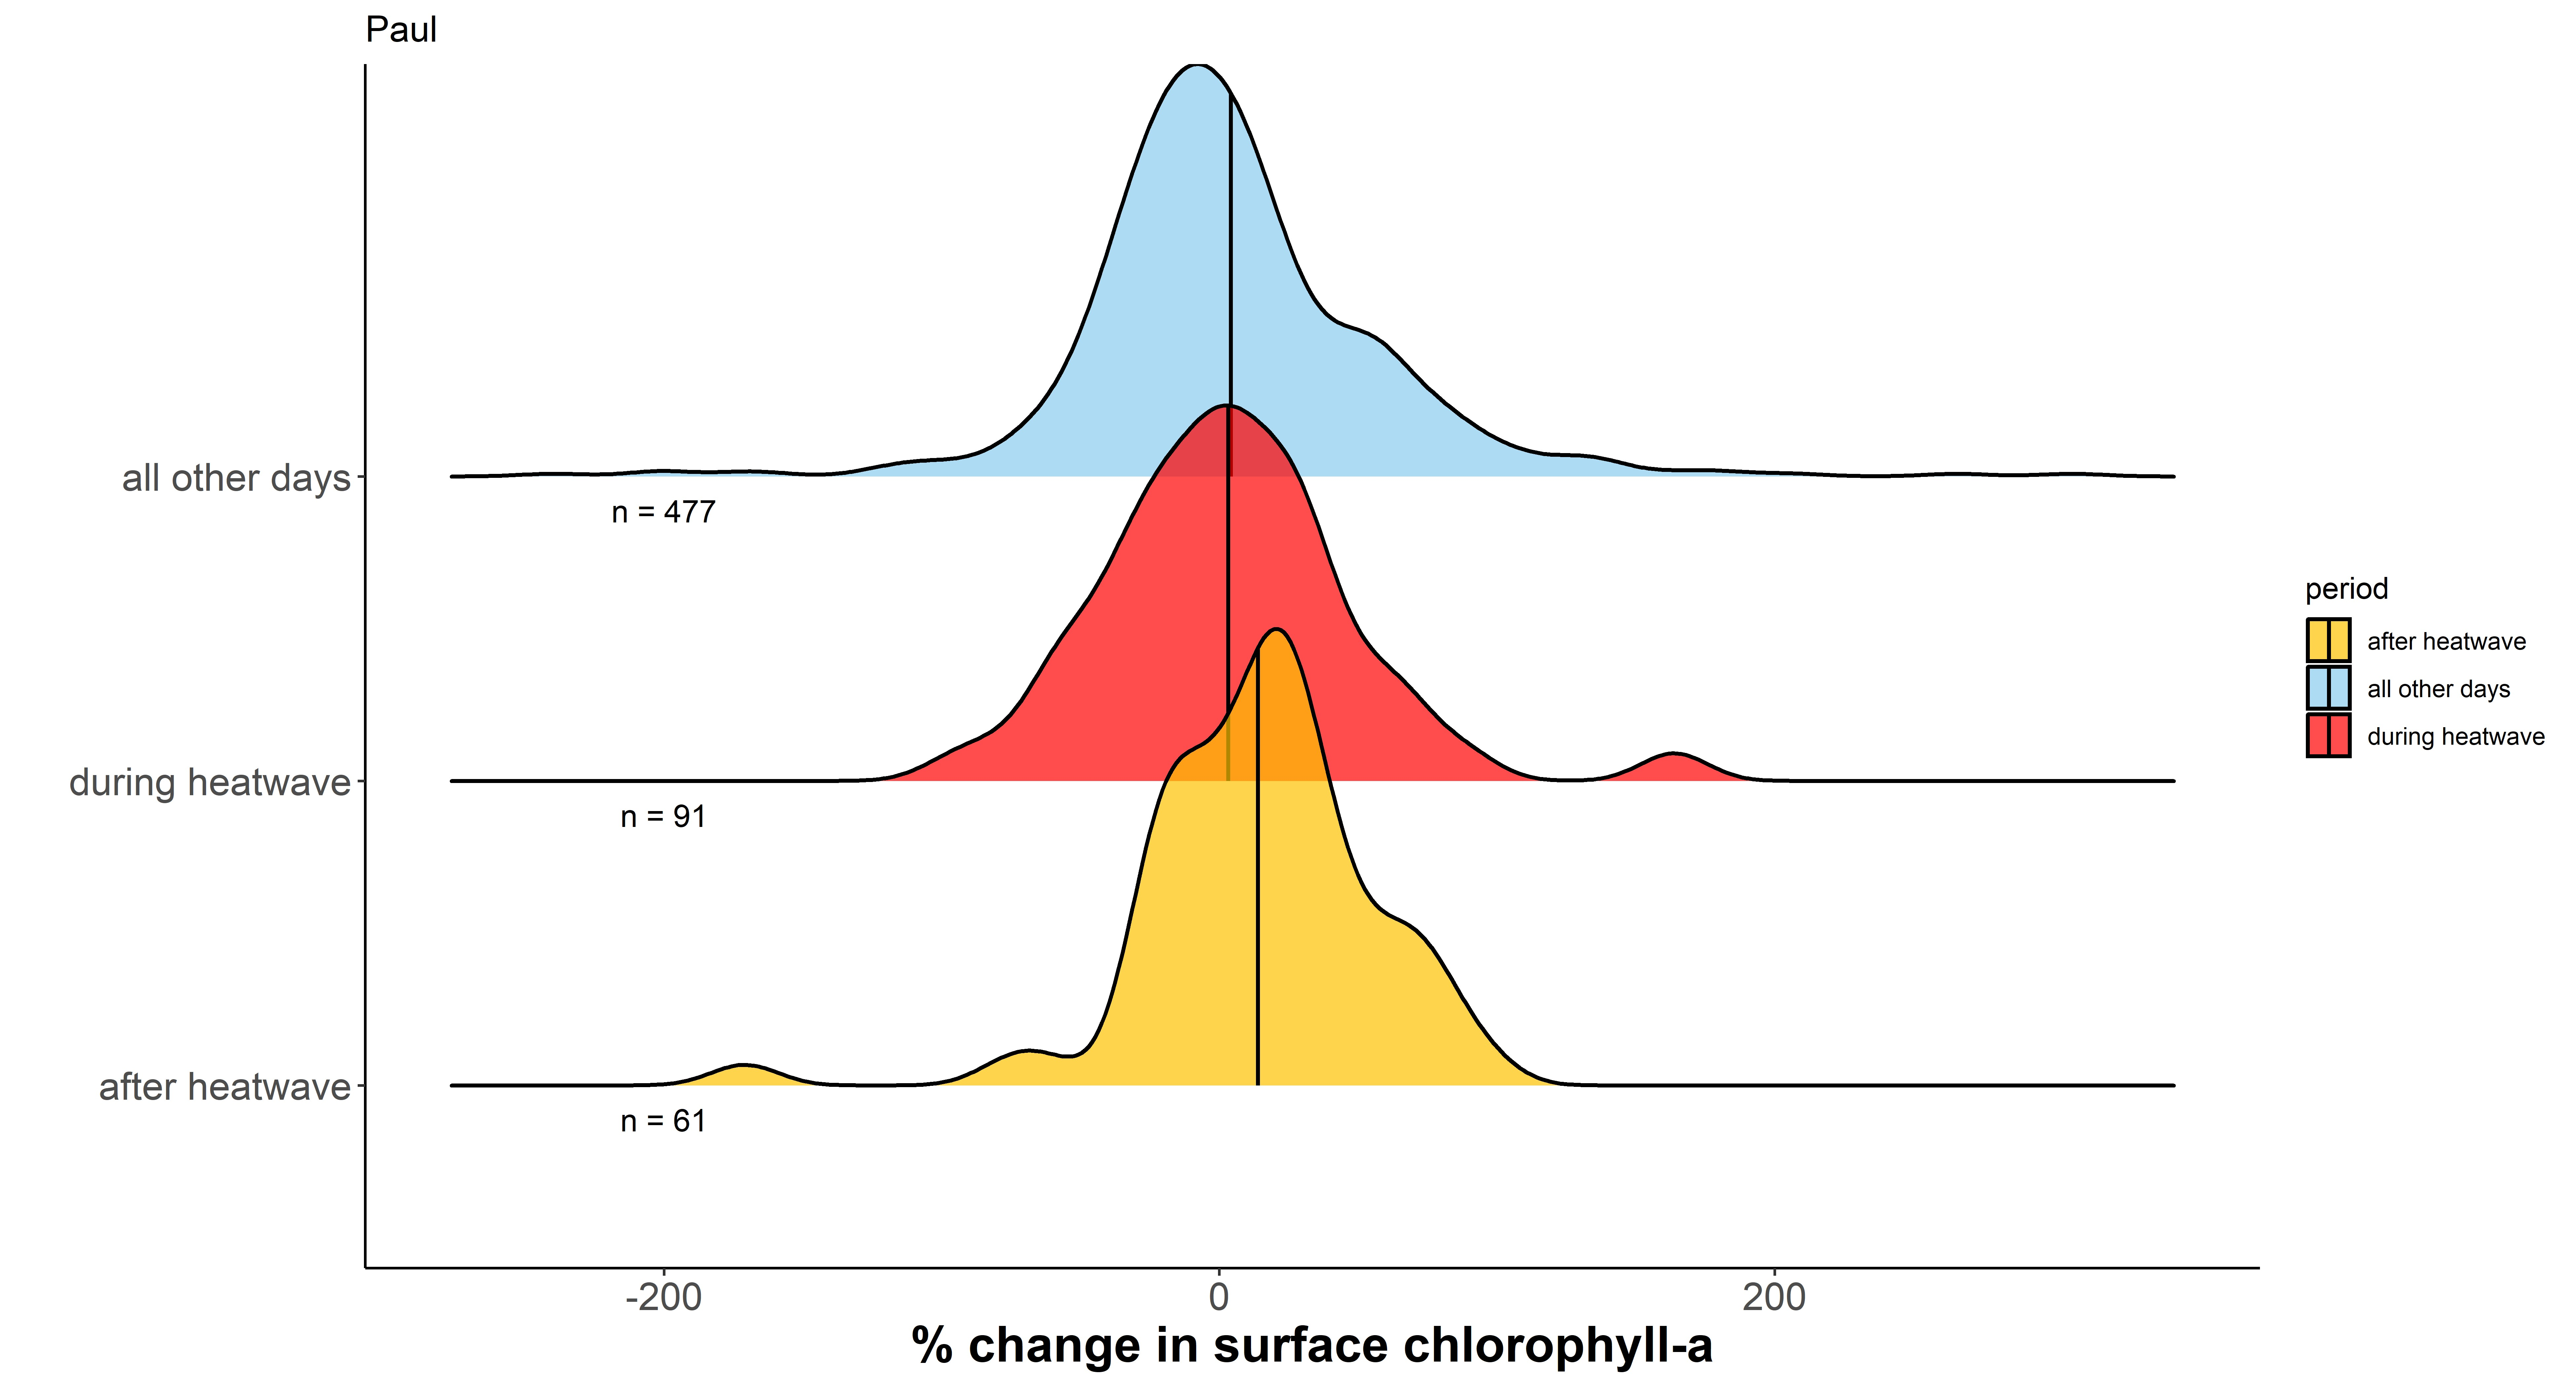 Paul
all other days
n = 477
during heatwave
n = 91
after heatwave
n = 61
-200
0
200
% change in surface chlorophyll-a
period
after heatwave
all other days
during heatwave